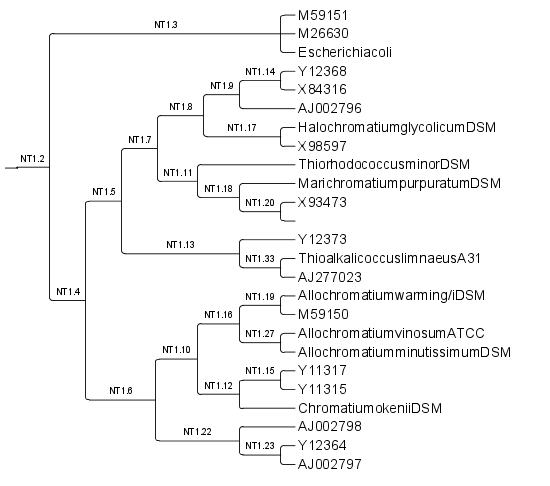 M59151
NT1.3
M26630
Escherichiacoli
NT1.14
Y12368
NT1.9
X84316
NT1.8
AJ002796
NT1.17
HalochromatiumglycolicumDSM
NT1.7
X98597
NT1.2
ThiorhodococcusminorDSM
NT1.11
MarichromatiumpurpuratumDSM
NT1.18
NT1.5
NT1.20
X93473
Y12373
NT1.13
NT1.33
ThioalkalicoccuslimnaeusA31
AJ277023
NT1.4
NT1.19
Allochromatiumwarming/iDSM
NT1.16
M59150
NT1.27
AllochromatiumvinosumATCC
NT1.10
AllochromatiumminutissimumDSM
NT1.15
Y11317
NT1.12
Y11315
NT1.6
ChromatiumokeniiDSM
AJ002798
NT1.22
NT1.23
Y12364
AJ002797